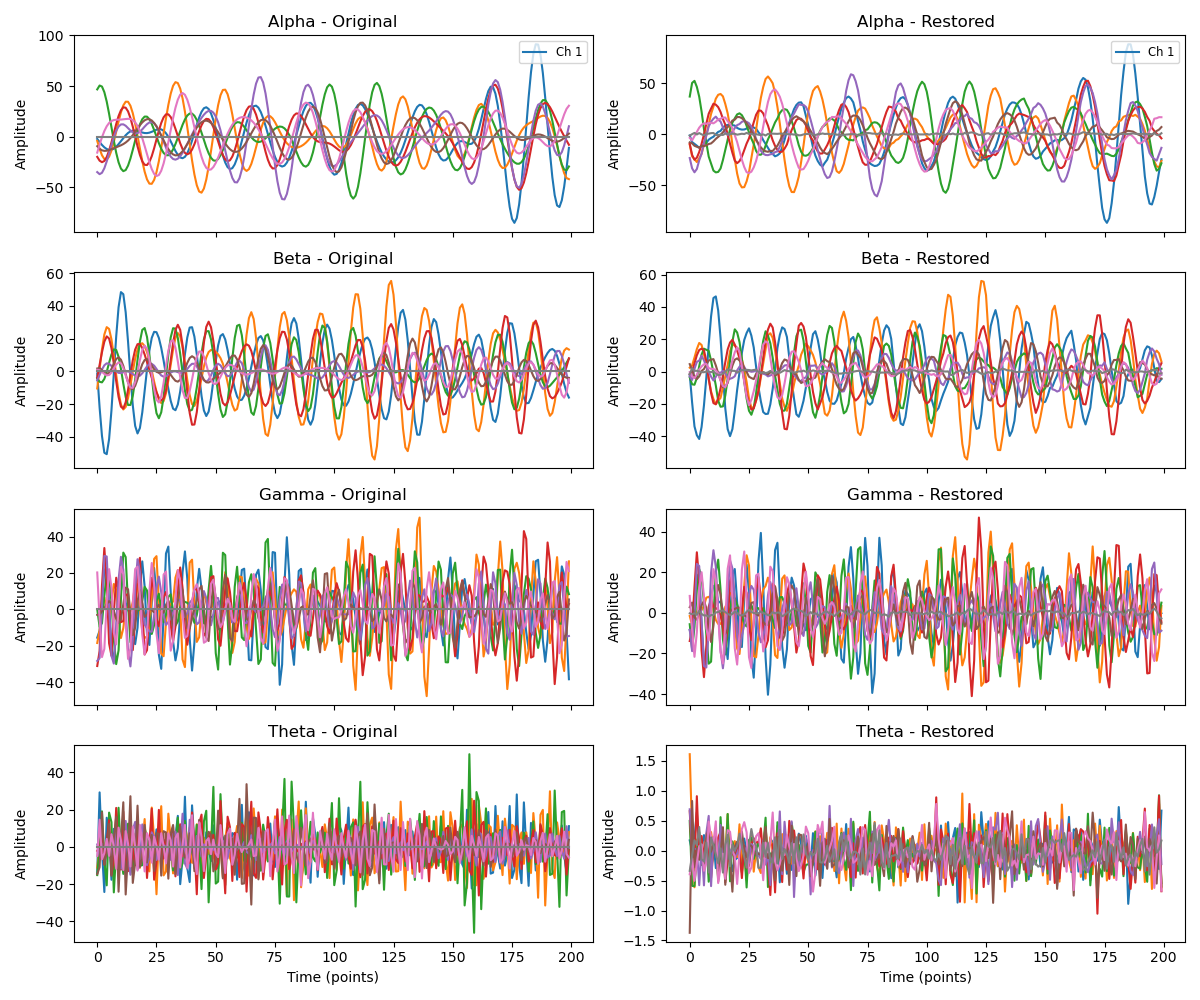 Alpha - Original
Amplitude
100
50
0
−50
Ch 1
Alpha - Restored
Amplitude
50
0
−50
Ch 1
Beta - Original
Amplitude
60
40
20
0
−20
−40
Beta - Restored
Amplitude
60
40
20
0
−20
−40
Gamma - Original
Amplitude
40
20
0
−20
−40
Gamma - Restored
Amplitude
40
20
0
−20
−40
Theta - Original
Amplitude
40
20
0
−20
−40
0 25 50 75 100 125 150 175 200
Time (points)
Theta - Restored
Amplitude
1.5
1.0
0.5
0.0
−0.5
−1.0
−1.5
0 25 50 75 100 125 150 175 200
Time (points)